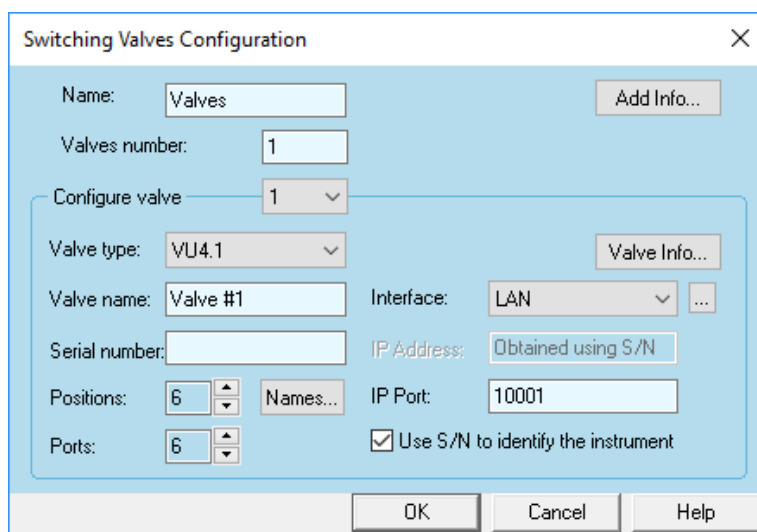 Switching Valves Configuration
Name: Valves Add Info...
Valves number: 1
Configure valve 1
Valve type: VU4.1 Valve Info...
Valve name: Valve #1 Interface: LAN ...
Serial number: IP Address: Obtained using S/N
Positions: 6 Names... IP Port: 10001
Ports: 6 Use S/N to identify the instrument
OK Cancel Help